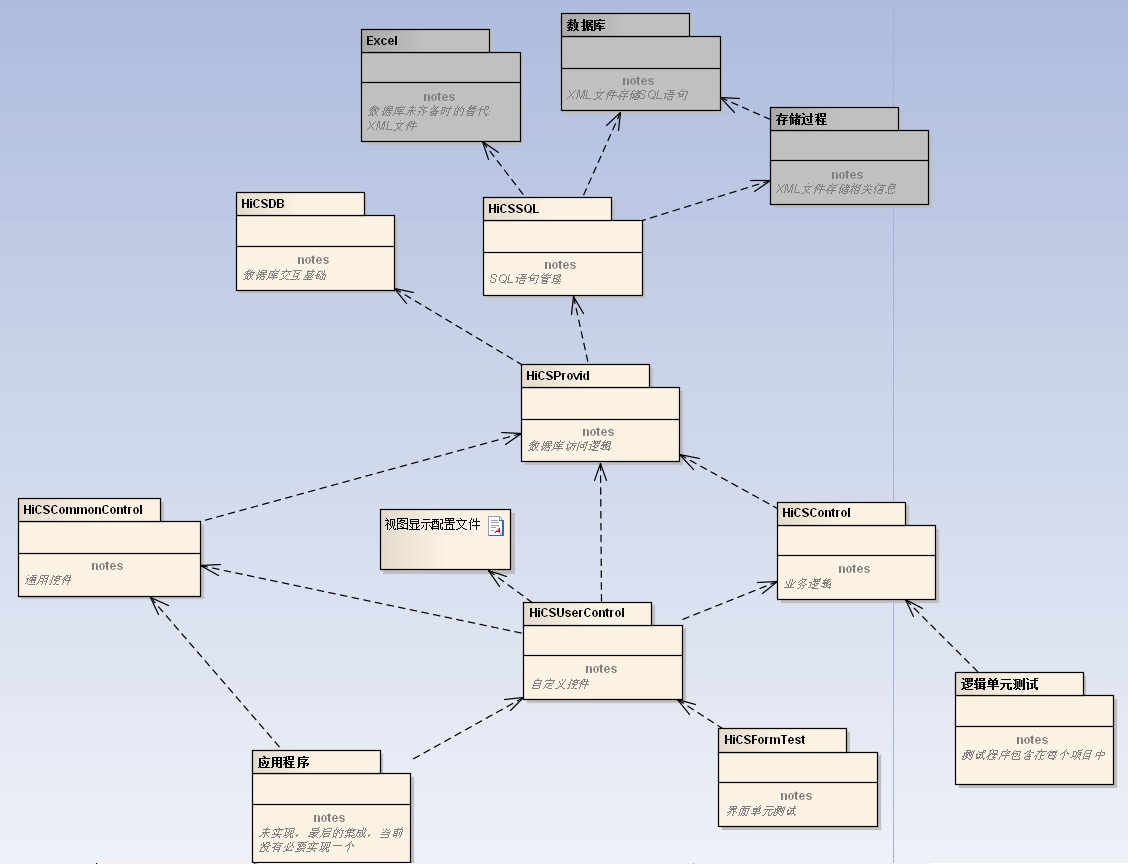 数据库
notes
XML文件存储SQL语句
Excel
notes
数据库未齐备时的替代:
XML文件
存储过程
notes
XML文件存储相关信息
HiCSDB
notes
数据库交互基础
HiCSSQL
notes
SQL语句管理
HiCSProvid
notes
数据库访问逻辑
HiCSCommonControl
notes
通用控件
视图显示配置文件
HiCSControl
notes
业务逻辑
HiCSUserControl
notes
自定义控件
逻辑单元测试
notes
测试程序包含在每个项目中
HiCSFormTest
notes
界面单元测试
应用程序
notes
未实现，最后的集成，当前
没有必要实现一个